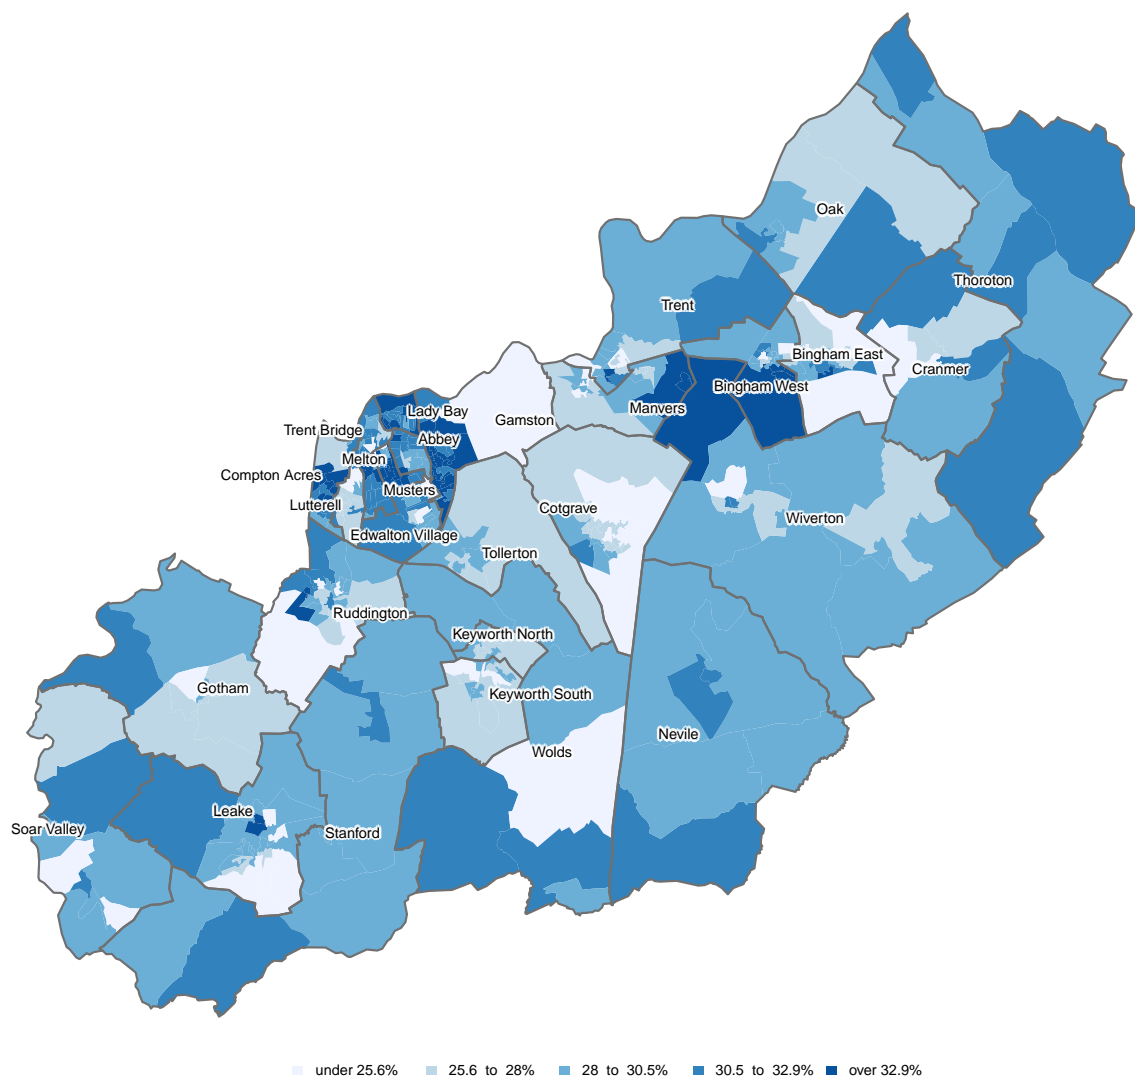 Oak
Thoroton
Trent
Bingham East
Cranmer
Bingham West
Manvers
Lady Bay
Gamston
Trent Bridge
Abbey
Melton
Compton Acres
Musters
Lutterell
Cotgrave
Wiverton
Edwalton Village
Tollerton
Ruddington
Keyworth North
Gotham
Keyworth South
Nevile
Wolds
Leake
Soar Valley
Stanford
under 25.6% 25.6 to 28% 28 to 30.5% 30.5 to 32.9% over 32.9%